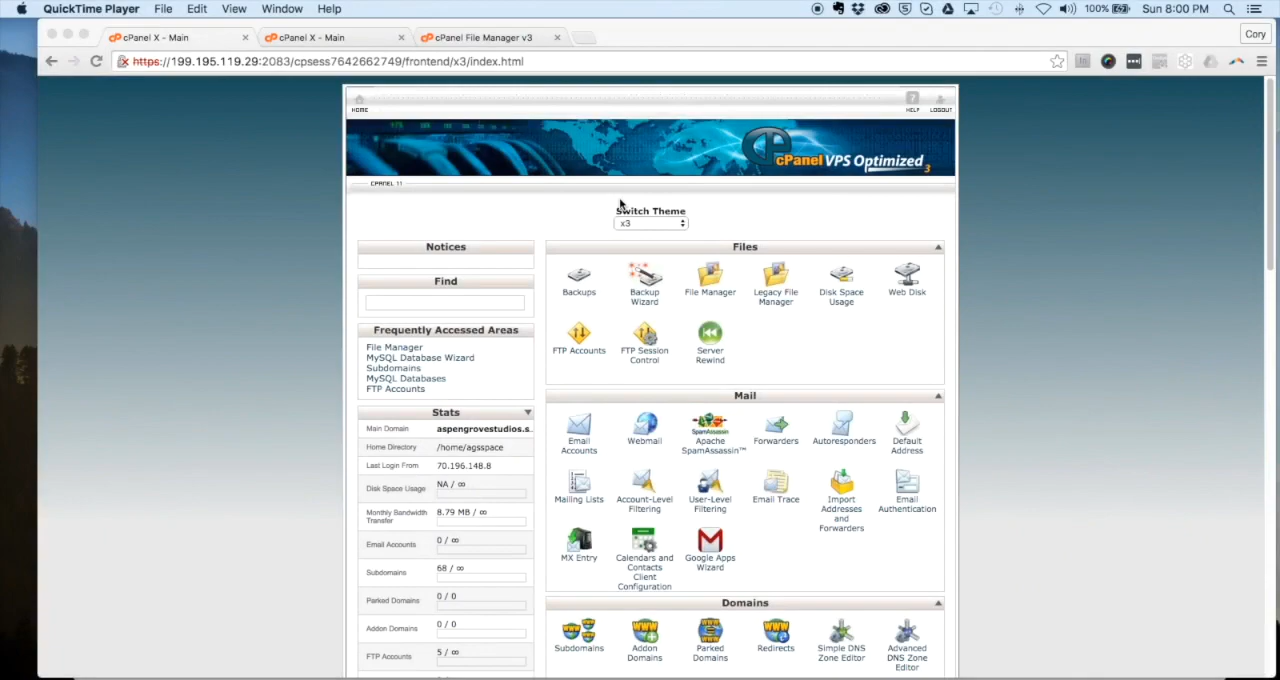 QuickTime Player File Edit View Window Help 100% Sun 8:00 PM
cPanel X - Main cPanel X - Main cPanel File Manager v3 Cory
https://199.195.119.29:2083/cpsess7642662749/frontend/x3/index.html
HOME HELP LOGOUT
cPanel VPS Optimized 3
CPANEL 11
Switch Theme
x3
Notices
Find
Frequently Accessed Areas
File Manager
MySQL Database Wizard
Subdomains
MySQL Databases
FTP Accounts
Stats
Main Domain aspengrovestudios.s
Home Directory /home/agsspace
Last Login From 70.196.148.8
Disk Space Usage NA / ∞
Monthly Bandwidth Transfer 8.79 MB / ∞
Email Accounts 0 / ∞
Subdomains 68 / ∞
Parked Domains 0 / 0
Addon Domains 0 / 0
FTP Accounts 5 / ∞
Files
Backups
Backup Wizard
File Manager
Legacy File Manager
Disk Space Usage
Web Disk
FTP Accounts
FTP Session Control
Server Rewind
Mail
Email Accounts
Webmail
SpamAssassin
Apache SpamAssassin™
Forwarders
Autoresponders
Default Address
Mailing Lists
Account-Level Filtering
User-Level Filtering
Email Trace
Import Addresses and Forwarders
Email Authentication
MX Entry
Calendars and Contacts Client Configuration
Google Apps Wizard
Domains
Subdomains
Addon Domains
Parked Domains
Redirects
Simple DNS Zone Editor
Advanced DNS Zone Editor